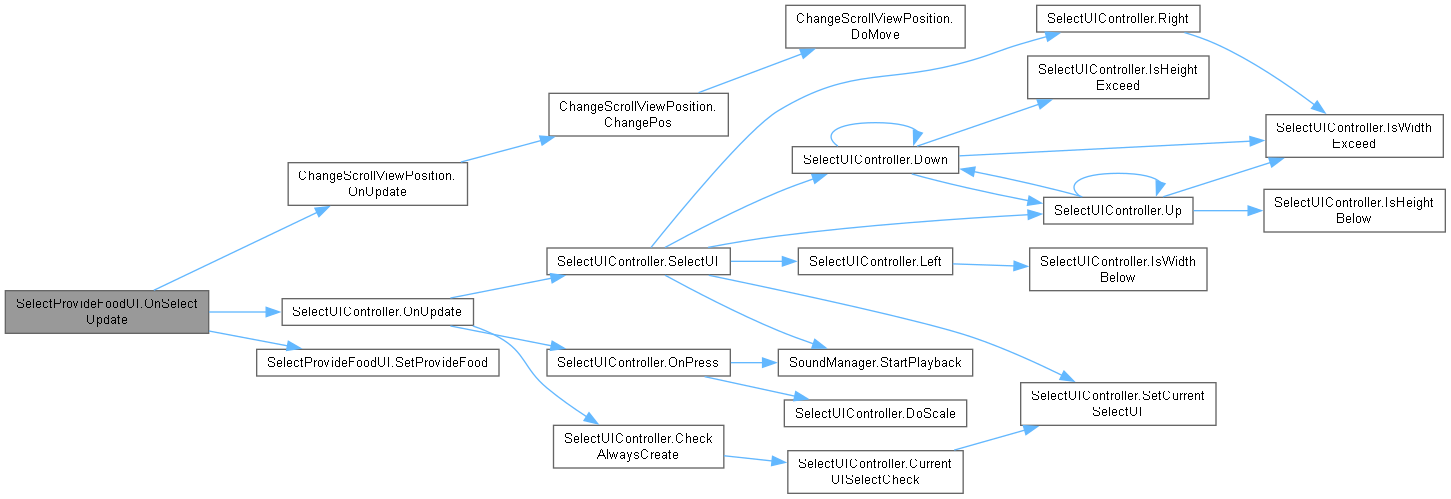 SelectProvideFoodUI.OnSelect
Update
ChangeScrollViewPosition.
OnUpdate
SelectUIController.OnUpdate
SelectProvideFoodUI.SetProvideFood
ChangeScrollViewPosition.
ChangePos
SelectUIController.SelectUI
SelectUIController.OnPress
SelectUIController.Check
AlwaysCreate
ChangeScrollViewPosition.
DoMove
SelectUIController.Down
SelectUIController.Left
SoundManager.StartPlayback
SelectUIController.DoScale
SelectUIController.Current
UISelectCheck
SelectUIController.Right
SelectUIController.IsHeight
Exceed
SelectUIController.Up
SelectUIController.IsWidth
Below
SelectUIController.SetCurrent
SelectUI
SelectUIController.IsWidth
Exceed
SelectUIController.IsHeight
Below